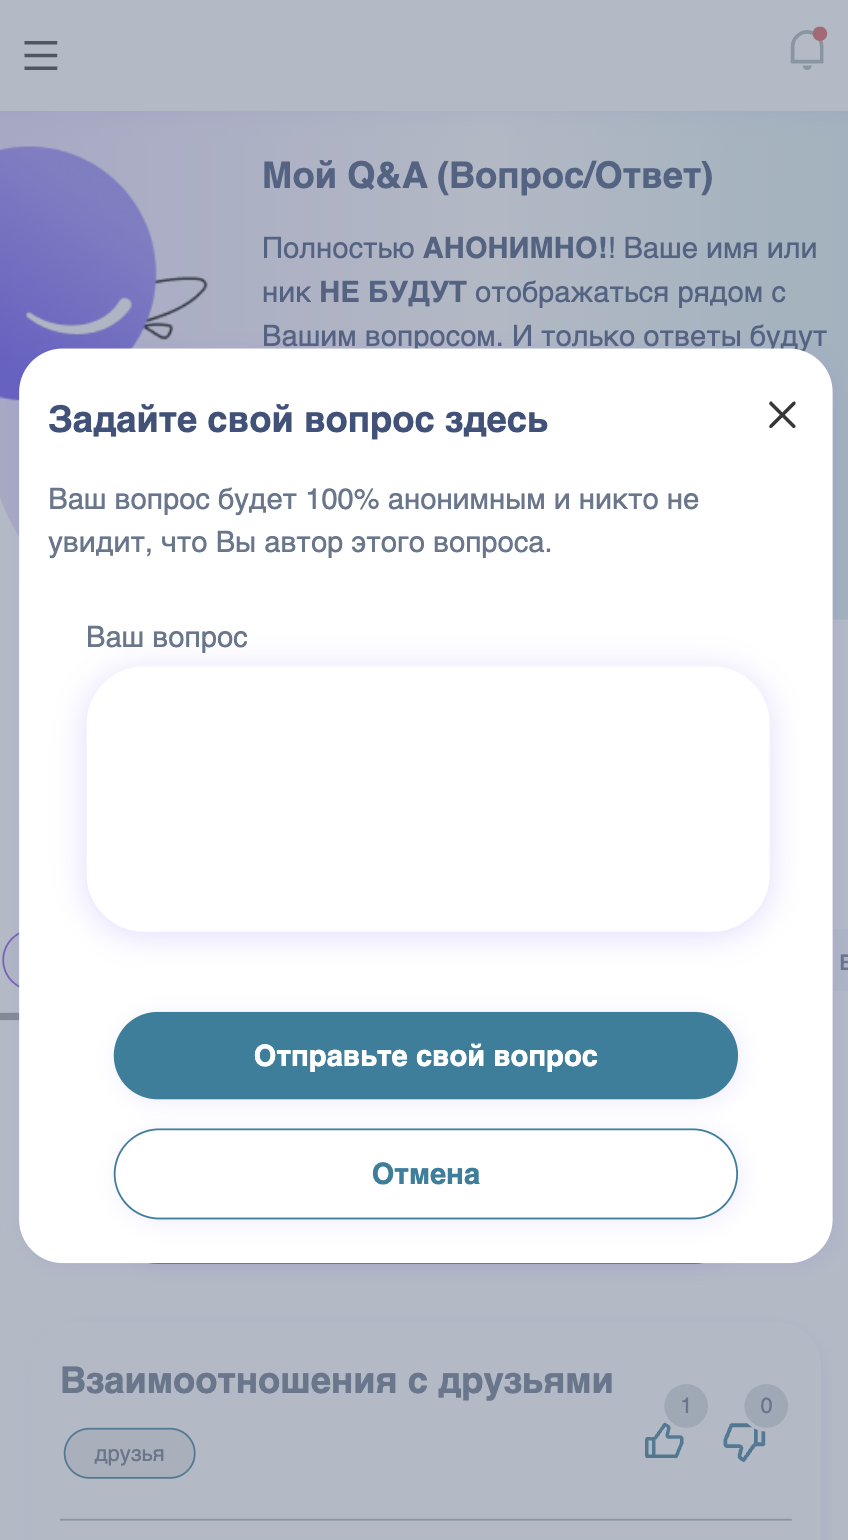 Мой Q&A (Вопрос/Ответ)
Полностью АНОНИМНО!! Ваше имя или
ник НЕ БУДУТ отображаться рядом с
Вашим вопросом. И только ответы будут
Задайте свой вопрос здесь
Ваш вопрос будет 100% анонимным и никто не
увидит, что Вы автор этого вопроса.
Ваш вопрос
Отправьте свой вопрос
Отмена
Взаимоотношения с друзьями
1
0
друзья